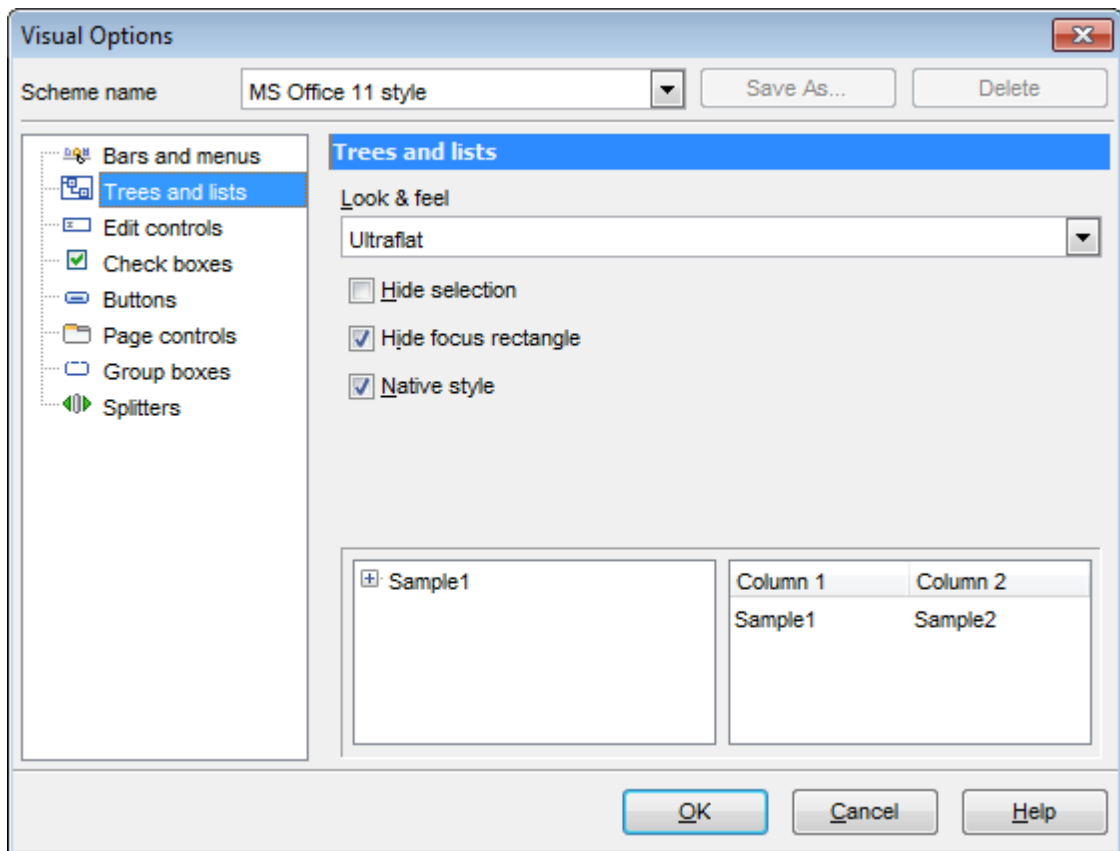 Visual Options
Scheme name MS Office 11 style Save As... Delete
Bars and menus
Trees and lists
Edit controls
Check boxes
Buttons
Page controls
Group boxes
Splitters
Trees and lists
Look & feel
Ultraflat
Hide selection
Hide focus rectangle
Native style
Sample1
Column 1 Column 2
Sample1 Sample2
OK Cancel Help